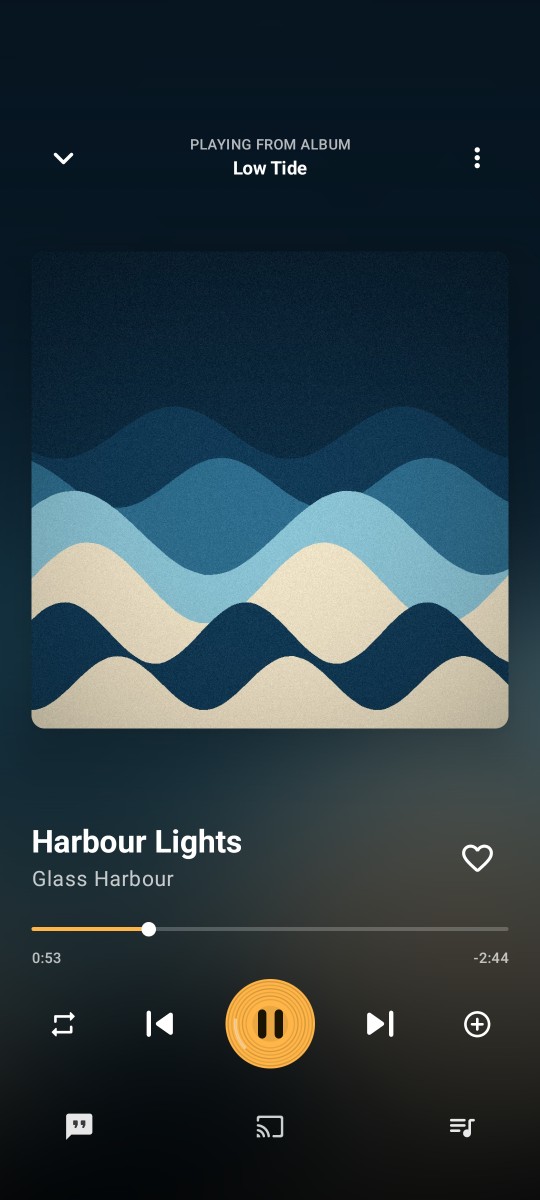 PLAYING FROM ALBUM
Low Tide
Harbour Lights
Glass Harbour
0:53
-2:44